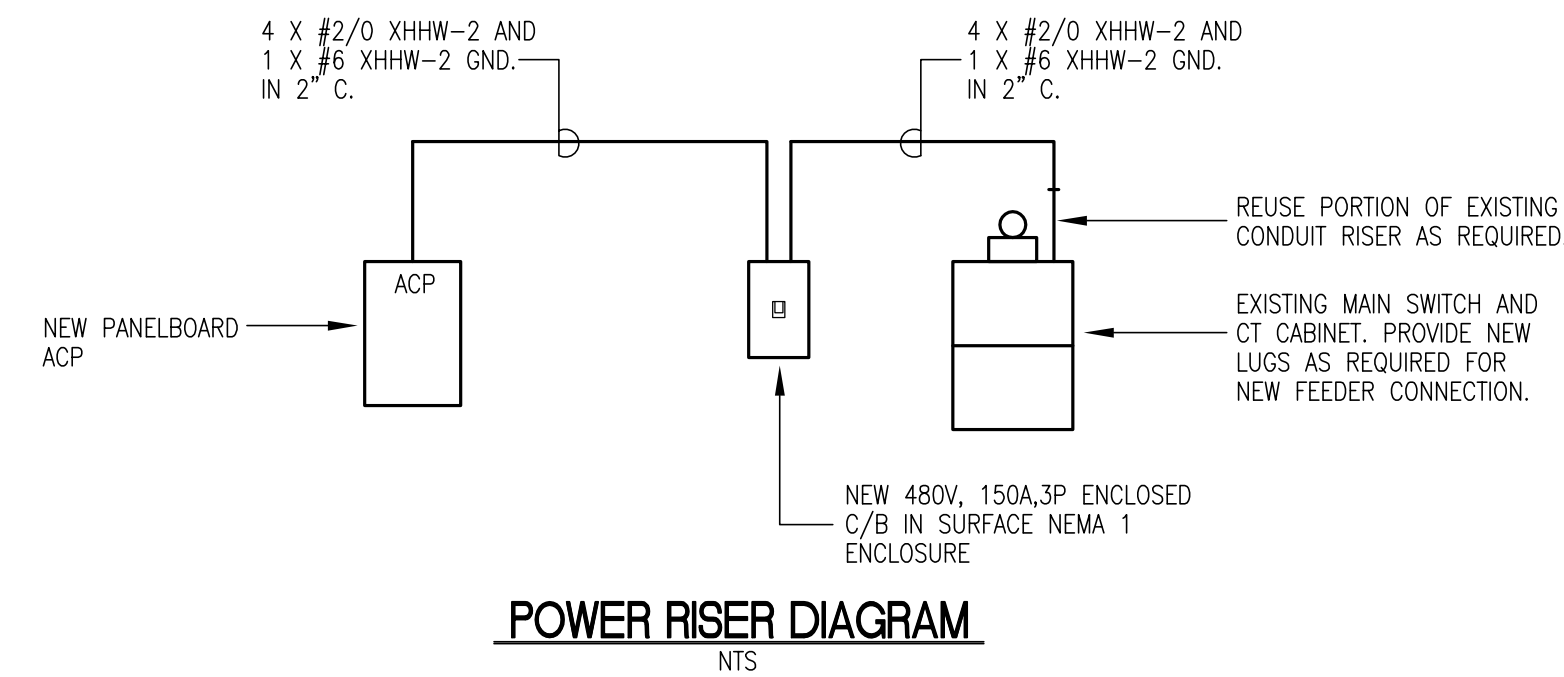 4 X #2/0 XHHW-2 AND
1 X #6 XHHW-2 GND.
IN 2" C.
4 X #2/0 XHHW-2 AND
1 X #6 XHHW-2 GND.
IN 2" C.
REUSE PORTION OF EXISTING
CONDUIT RISER AS REQUIRED
ACP
NEW PANELBOARD
ACP
EXISTING MAIN SWITCH AND
CT CABINET. PROVIDE NEW
LUGS AS REQUIRED FOR
NEW FEEDER CONNECTION.
NEW 480V, 150A,3P ENCLOSED
C/B IN SURFACE NEMA 1
ENCLOSURE
POWER RISER DIAGRAM
NTS